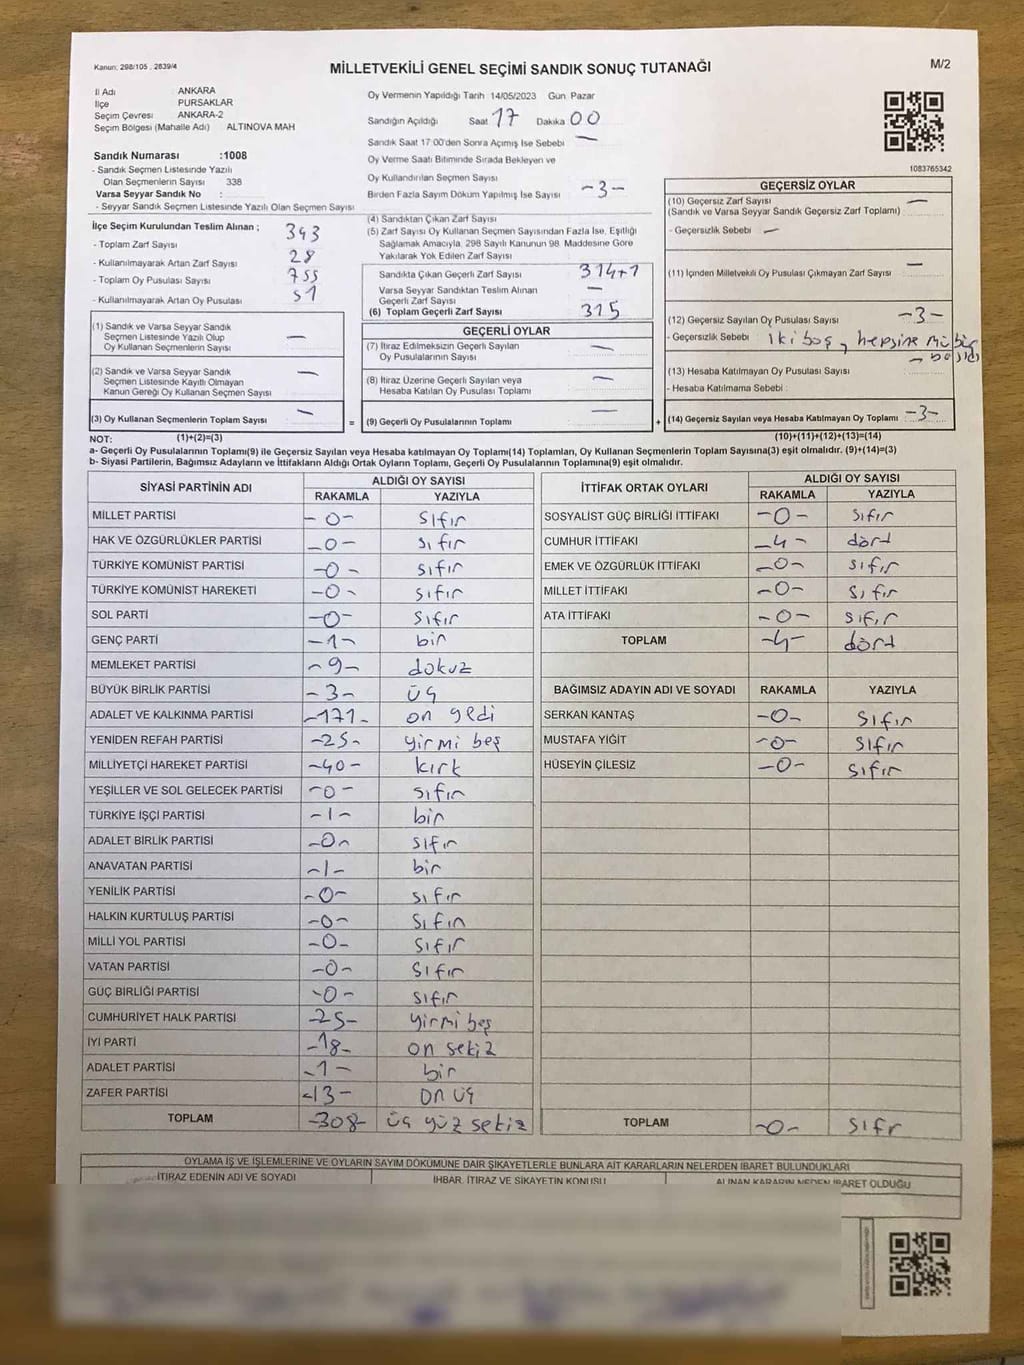 Kanun: 298/105 , 2839/4
MİLLETVEKİLİ GENEL SEÇİMİ SANDIK SONUÇ TUTANAĞI
M/2
İl Adı ANKARA
İlçe PURSAKLAR
Seçim Çevresi ANKARA-2
Seçim Bölgesi (Mahalle Adı) ALTINOVA MAH
Sandık Numarası :1008
- Sandık Seçmen Listesinde Yazılı
Olan Seçmenlerin Sayısı 338
Varsa Seyyar Sandık No :
- Seyyar Sandık Seçmen Listesinde Yazılı Olan Seçmen Sayısı
Oy Vermenin Yapıldığı Tarih 14/05/2023 Gün Pazar
Sandığın Açıldığı Saat 17 Dakika 00
Sandık Saat 17 00'den Sonra Açımış İse Sebebi —
Oy Verme Saati Bitiminde Sırada Bekleyen ve
Oy Kullandırılan Seçmen Sayısı
Birden Fazla Sayım Döküm Yapılmış İse Sayısı -3-
1083765342
İlçe Seçim Kurulundan Teslim Alınan ;
- Toplam Zarf Sayısı 343
- Kullanılmayarak Artan Zarf Sayısı 28
- Toplam Oy Pusulası Sayısı 755
- Kullanılmayarak Artan Oy Pusulası 51
(4) Sandıktan Çıkan Zarf Sayısı
(5) Zarf Sayısı Oy Kullanan Seçmen Sayısından Fazla İse, Eşitliği
Sağlamak Amacıyla, 298 Sayılı Kanunun 98. Maddesine Göre
Yakılarak Yok Edilen Zarf Sayısı
Sandıkta Çıkan Geçerli Zarf Sayısı 314+1
Varsa Seyyar Sandıktan Teslim Alınan
Geçerli Zarf Sayısı —
(6) Toplam Geçerli Zarf Sayısı 315
GEÇERSİZ OYLAR
(10) Geçersiz Zarf Sayısı —
(Sandık ve Varsa Seyyar Sandık Geçersiz Zarf Toplamı)
- Geçersizlik Sebebi —
(11) İçinden Milletvekili Oy Pusulası Çıkmayan Zarf Sayısı —
(12) Geçersiz Sayılan Oy Pusulası Sayısı -3-
- Geçersizlik Sebebi iki boş, hepsine
(13) Hesaba Katılmayan Oy Pusulası Sayısı
- Hesaba Katılmama Sebebi :
(14) Geçersiz Sayılan veya Hesaba Katılmayan Oy Toplamı -3-
(1) Sandık ve Varsa Seyyar Sandık
Seçmen Listesinde Yazılı Olup
Oy Kullanan Seçmenlerin Sayısı —
(2) Sandık ve Varsa Seyyar Sandık
Seçmen Listesinde Kayıtlı Olmayan
Kanun Gereği Oy Kullanan Seçmen Sayısı —
(3) Oy Kullanan Seçmenlerin Toplam Sayısı —
=
GEÇERLİ OYLAR
(7) İtiraz Edilmeksizin Geçerli Sayılan
Oy Pusulalarının Sayısı —
(8) İtiraz Üzerine Geçerli Sayılan veya
Hesaba Katılan Oy Pusulası Toplamı —
(9) Geçerli Oy Pusulalarının Toplamı —
+
NOT: (1)+(2)=(3)
(10)+(11)+(12)+(13)=(14)
a- Geçerli Oy Pusulalarının Toplamı(9) ile Geçersiz Sayılan veya Hesaba katılmayan Oy Toplamı(14) Toplamları, Oy Kullanan Seçmenlerin Toplam Sayısına(3) eşit olmalıdır. (9)+(14)=(3)
b- Siyasi Partilerin, Bağımsız Adayların ve İttifakların Aldığı Ortak Oyların Toplamı, Geçerli Oy Pusulalarının Toplamına(9) eşit olmalıdır.
SİYASİ PARTİNİN ADI ALDIĞI OY SAYISI
RAKAMLA YAZIYLA
MİLLET PARTİSİ -0- sıfır
HAK VE ÖZGÜRLÜKLER PARTİSİ -0- sıfır
TÜRKİYE KOMÜNİST PARTİSİ -0- sıfır
TÜRKİYE KOMÜNİST HAREKETİ -0- sıfır
SOL PARTİ -0- sıfır
GENÇ PARTİ -1- bir
MEMLEKET PARTİSİ -9- dokuz
BÜYÜK BİRLİK PARTİSİ -3- üç
ADALET VE KALKINMA PARTİSİ -171- on yedi
YENİDEN REFAH PARTİSİ -25- yirmi beş
MİLLİYETÇİ HAREKET PARTİSİ -40- kırk
YEŞİLLER VE SOL GELECEK PARTİSİ -0- sıfır
TÜRKİYE İŞÇİ PARTİSİ -1- bir
ADALET BİRLİK PARTİSİ -0- sıfır
ANAVATAN PARTİSİ -1- bir
YENİLİK PARTİSİ -0- sıfır
HALKIN KURTULUŞ PARTİSİ -0- sıfır
MİLLİ YOL PARTİSİ -0- sıfır
VATAN PARTİSİ -0- sıfır
GÜÇ BİRLİĞİ PARTİSİ -0- sıfır
CUMHURİYET HALK PARTİSİ -25- yirmi beş
İYİ PARTİ -18- on sekiz
ADALET PARTİSİ -1- bir
ZAFER PARTİSİ -13- on üç
TOPLAM -308- üç yüz sekiz
İTTİFAK ORTAK OYLARI ALDIĞI OY SAYISI
RAKAMLA YAZIYLA
SOSYALİST GÜÇ BİRLİĞİ İTTİFAKI -0- sıfır
CUMHUR İTTİFAKI -4- dört
EMEK VE ÖZGÜRLÜK İTTİFAKI -0- sıfır
MİLLET İTTİFAKI -0- sıfır
ATA İTTİFAKI -0- sıfır
TOPLAM -4- dört
BAĞIMSIZ ADAYIN ADI VE SOYADI RAKAMLA YAZIYLA
SERKAN KANTAŞ -0- sıfır
MUSTAFA YİĞİT -0- sıfır
HÜSEYİN ÇİLESİZ -0- sıfır
TOPLAM -0- sıfr
OYLAMA İŞ VE İŞLEMLERİNE VE OYLARIN SAYIM DÖKÜMÜNE DAİR ŞİKAYETLERLE BUNLARA AİT KARARLARIN NELERDEN İBARET BULUNDUKLARI
İTİRAZ EDENİN ADI VE SOYADI İHBAR, İTİRAZ VE ŞİKAYETİN KONUSU ALINAN KARARIN NEDEN İBARET OLDUĞU